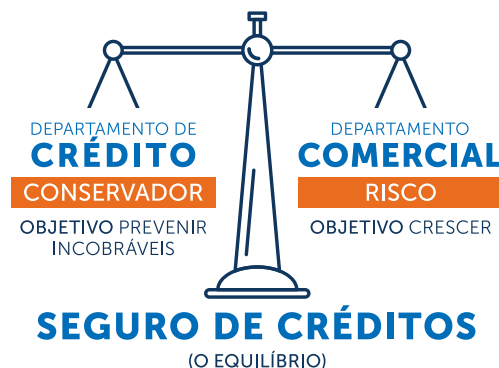 DEPARTAMENTO DE
CRÉDITO
CONSERVADOR
OBJETIVO PREVENIR
INCOBRÁVEIS
DEPARTAMENTO
COMERCIAL
RISCO
OBJETIVO CRESCER
SEGURO DE CRÉDITOS
(O EQUILÍBRIO)